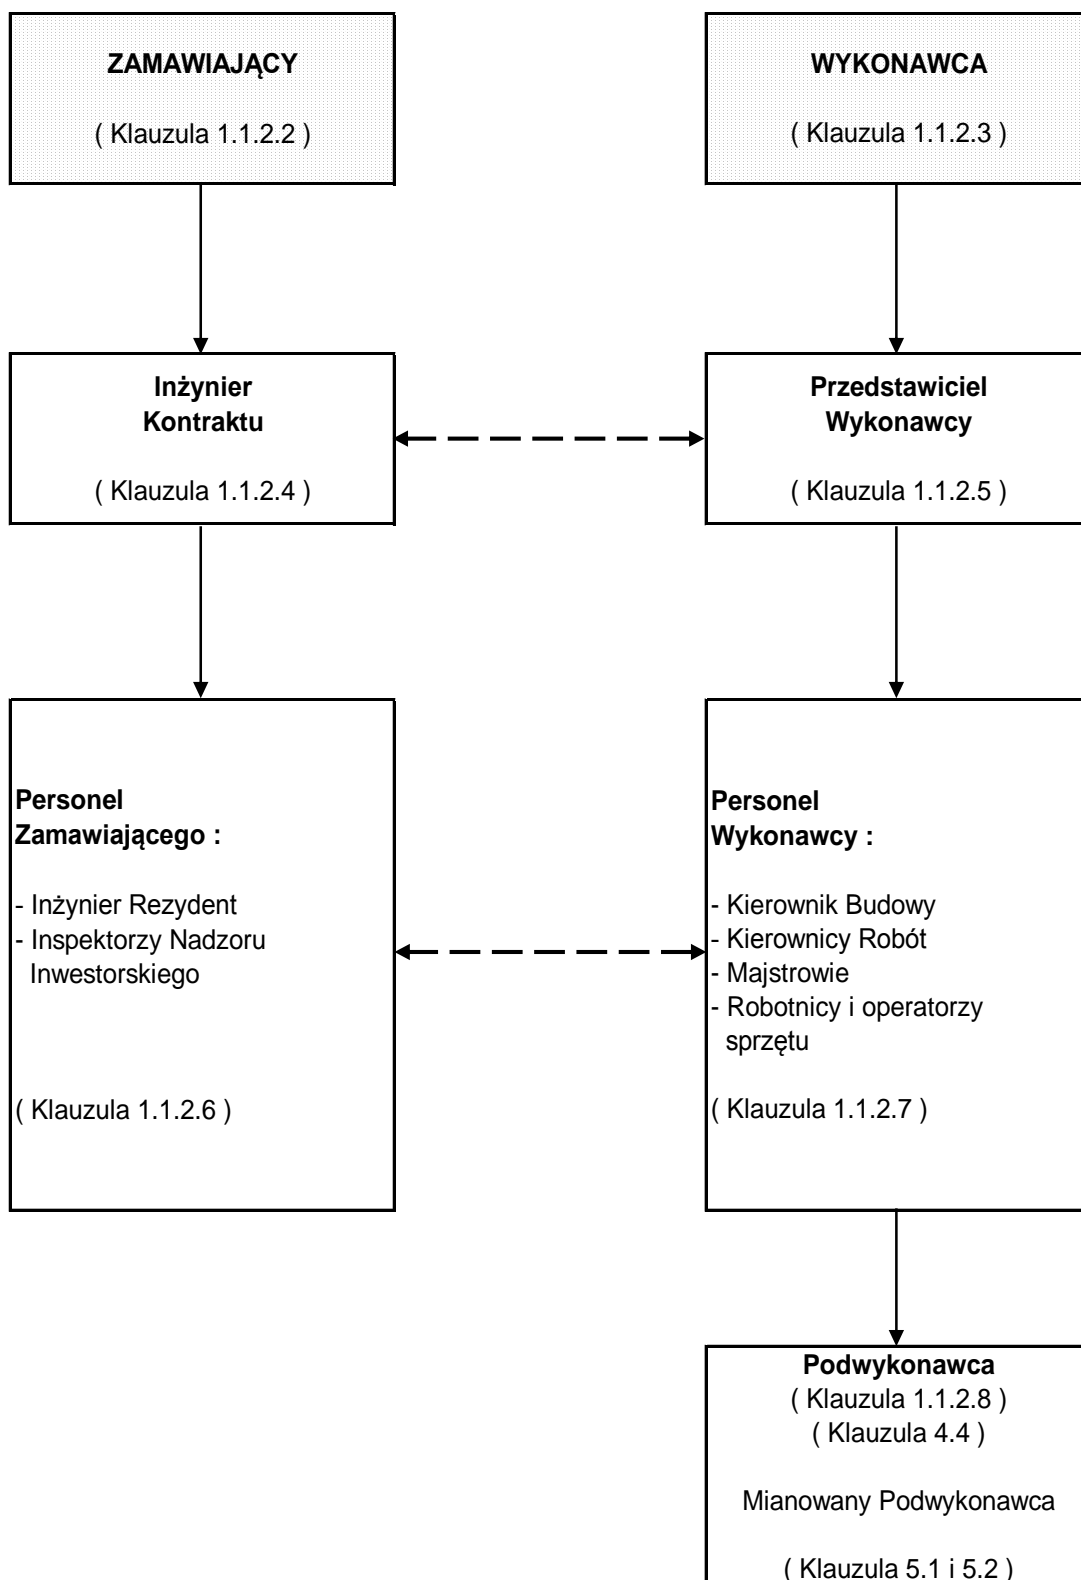 ZAMAWIAJĄCY
( Klauzula 1.1.2.2 )
WYKONAWCA
( Klauzula 1.1.2.3 )
Inżynier
Kontraktu
( Klauzula 1.1.2.4 )
Przedstawiciel
Wykonawcy
( Klauzula 1.1.2.5 )
Personel
Zamawiającego :
- Inżynier Rezydent
- Inspektorzy Nadzoru
Inwestorskiego
( Klauzula 1.1.2.6 )
Personel
Wykonawcy :
- Kierownik Budowy
- Kierownicy Robót
- Majstrowie
- Robotnicy i operatorzy
sprzętu
( Klauzula 1.1.2.7 )
Podwykonawca
( Klauzula 1.1.2.8 )
( Klauzula 4.4 )
Mianowany Podwykonawca
( Klauzula 5.1 i 5.2 )